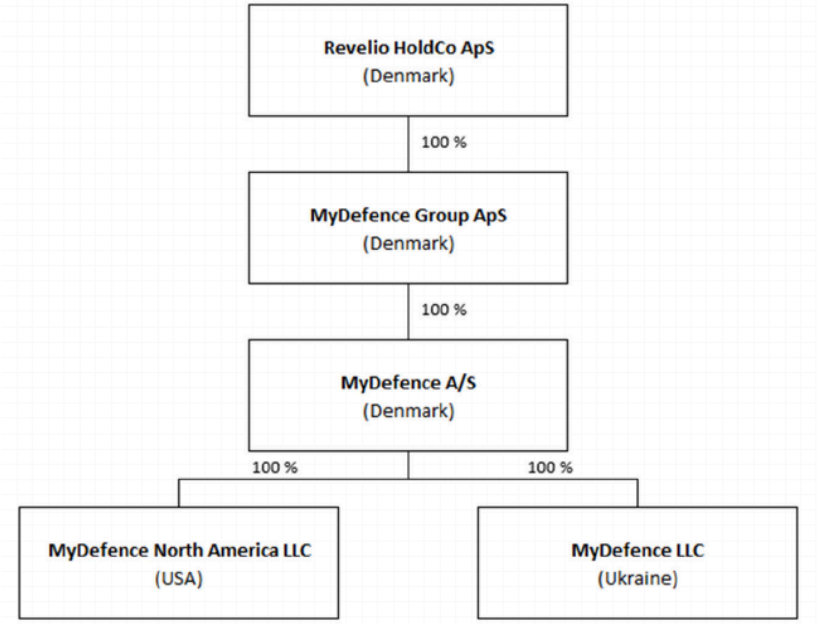 Revelio HoldCo ApS
(Denmark)
100 %
MyDefence Group ApS
(Denmark)
100 %
MyDefence A/S
(Denmark)
100 %
100 %
MyDefence North America LLC
(USA)
MyDefence LLC
(Ukraine)